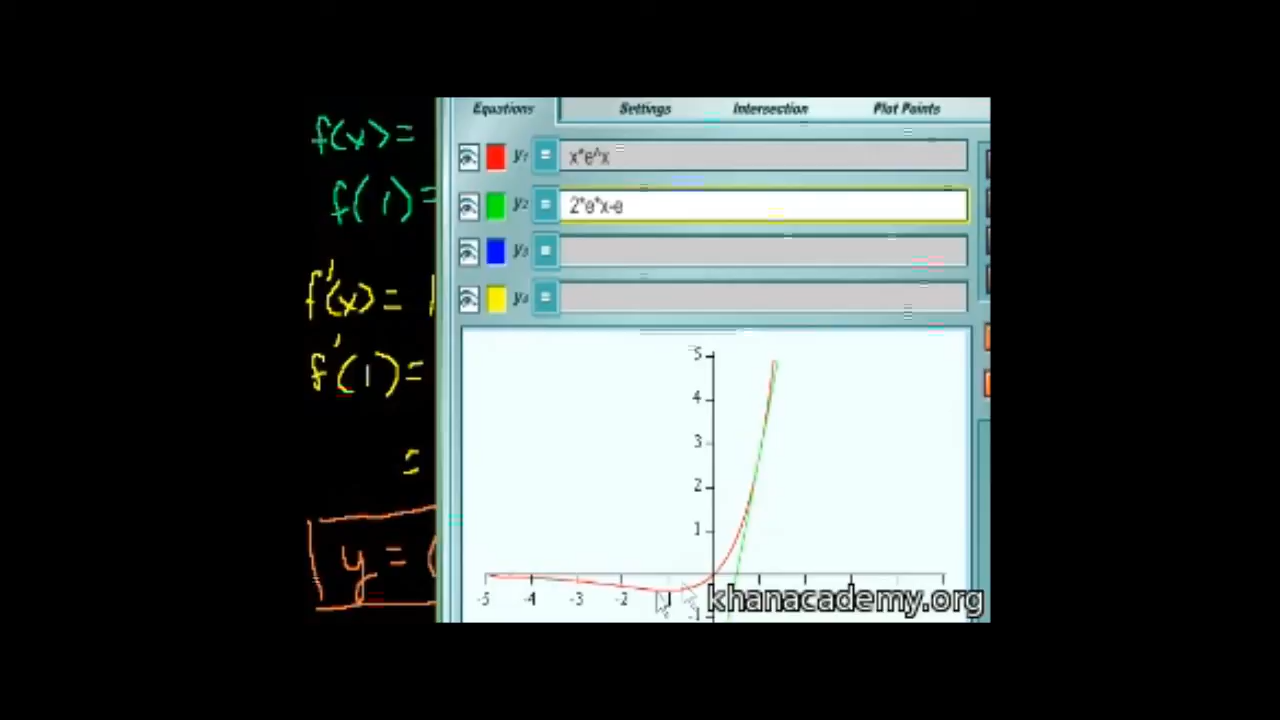 f(x)=
f(1)=
f'(x)=
f'(1)=
=
y=(
Equations Settings Intersection Plot Points
y1 = x*e^x
y2 = 2*e*x-e
y3 =
y4 =
5
4
3
2
1
-5 -4 -3 -2
-1
khanacademy.org